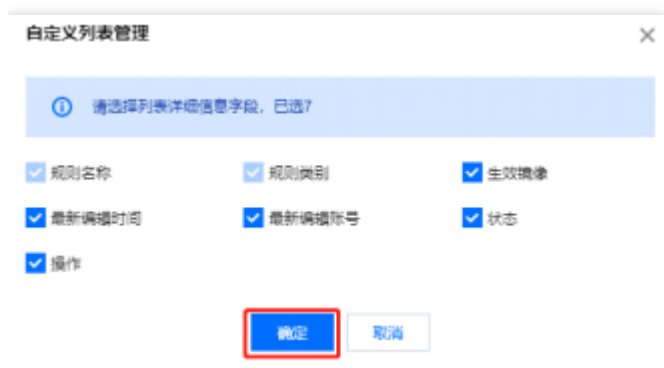 自定义列表管理
请选择列表详细信息字段，已选7
规则名称 规则类别 生效镜像
最新编辑时间 最新编辑账号 状态
操作
确定 取消